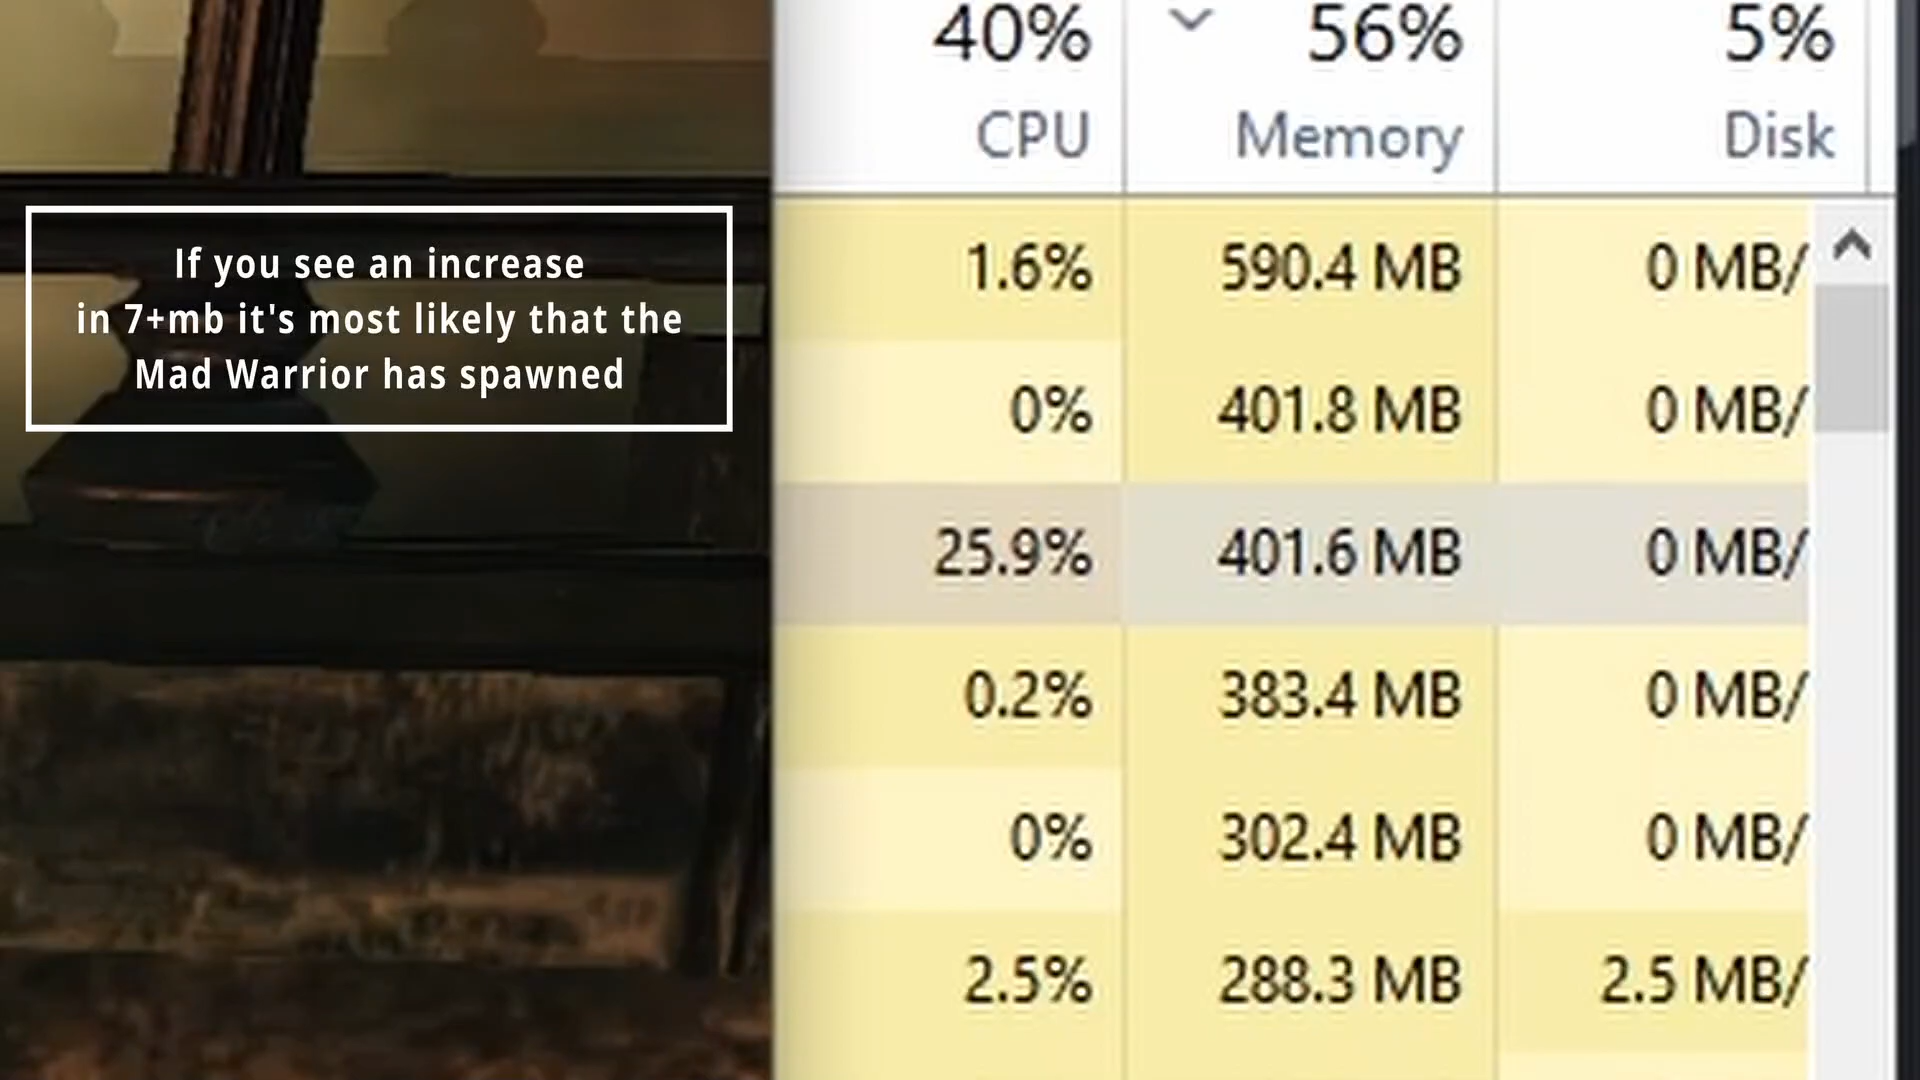 40% 56% 5%
CPU Memory Disk
If you see an increase
in 7+mb it's most likely that the
Mad Warrior has spawned
1.6% 590.4 MB 0 MB/
0% 401.8 MB 0 MB/
25.9% 401.6 MB 0 MB/
0.2% 383.4 MB 0 MB/
0% 302.4 MB 0 MB/
2.5% 288.3 MB 2.5 MB/